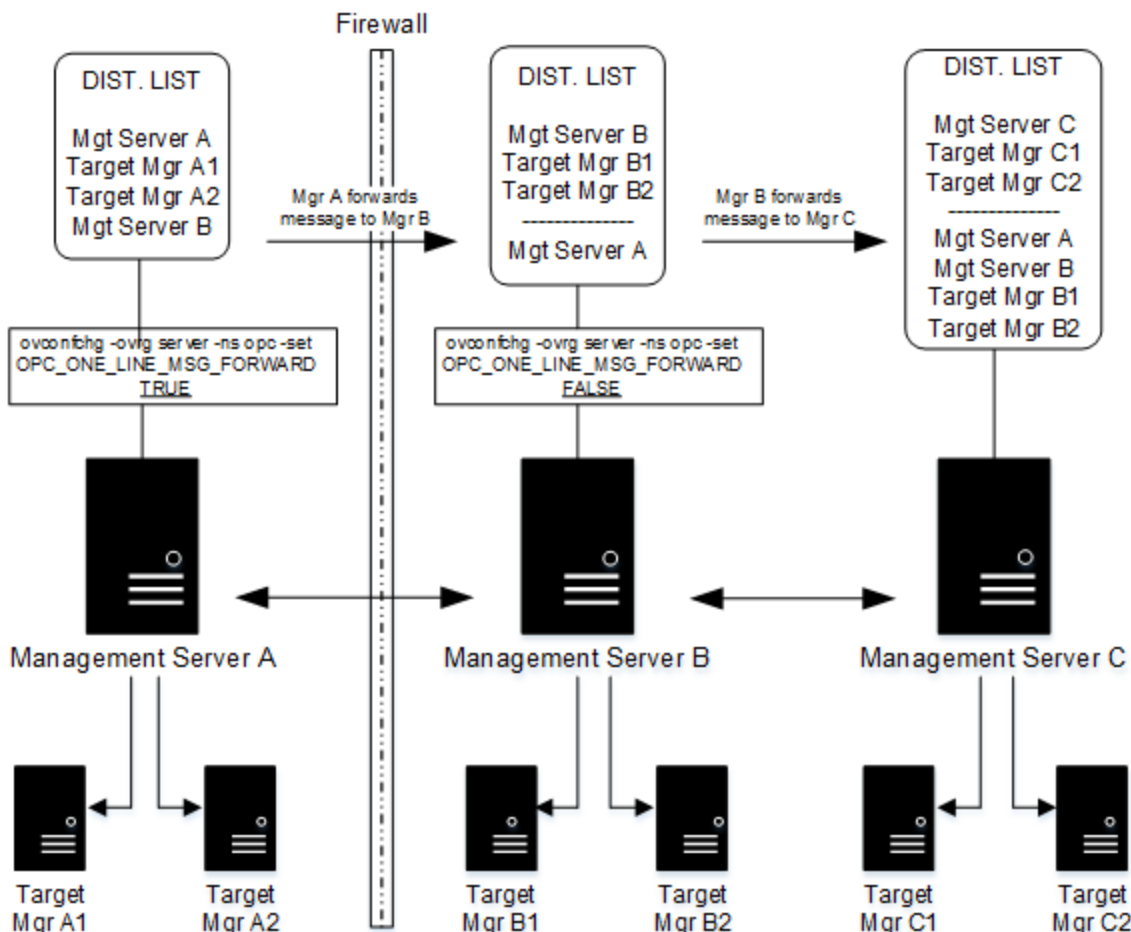 Firewall
DIST. LIST
Mgt Server A
Target Mgr A1
Target Mgr A2
Mgt Server B
Mgr A forwards
message to Mgr B
DIST. LIST
Mgt Server B
Target Mgr B1
Target Mgr B2
--------------
Mgt Server A
Mgr B forwards
message to Mgr C
DIST. LIST
Mgt Server C
Target Mgr C1
Target Mgr C2
--------------
Mgt Server A
Mgt Server B
Target Mgr B1
Target Mgr B2
ovconfchg -ovrg server -ns opc -set
OPC_ONE_LINE_MSG_FORWARD
TRUE
ovconfchg -ovrg server -ns opc -set
OPC_ONE_LINE_MSG_FORWARD
FALSE
Management Server A
Management Server B
Management Server C
Target
Mgr A1
Target
Mgr A2
Target
Mgr B1
Target
Mgr B2
Target
Mgr C1
Target
Mgr C2